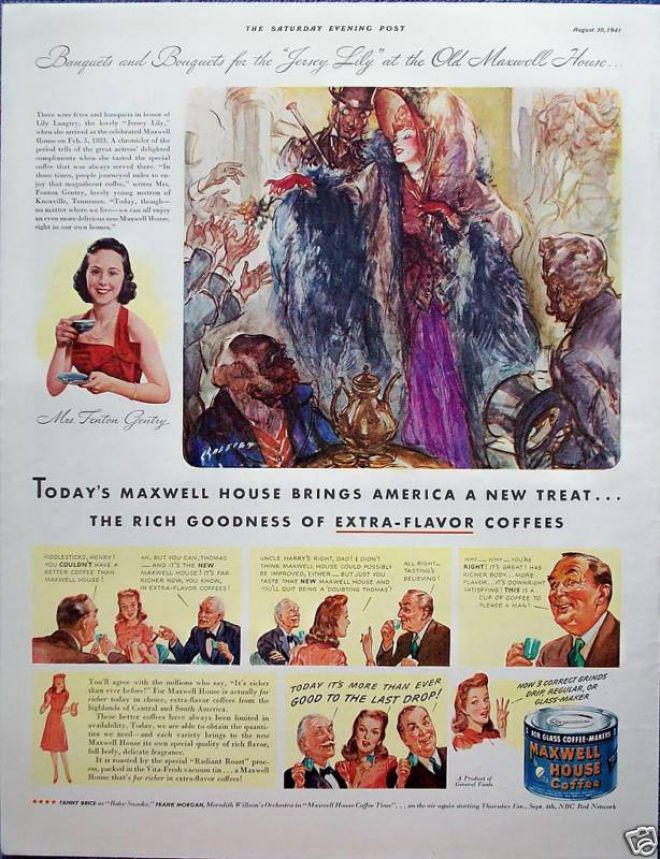 THE SATURDAY EVENING POST
August 30, 1941
Banquets and Bouquets for the "Jersey Lily" at the Old Maxwell House...
There were fetes and banquets in honor of
Lily Langtry, the lovely "Jersey Lily,"
when she arrived at the celebrated Maxwell
House on Feb. 5, A chronicler of the
period tells of the great actress' delighted
compliments when she tasted the special
coffee that was always served there. "In
those times, people journeyed miles to en-
joy that magnificent coffee," writes Mrs.
Fenton Gentry, lovely young matron of
Knoxville, Tennessee. "Today, though—
no matter where we live—we can all enjoy
an even more delicious new Maxwell House,
right in our own homes."
Mrs. Fenton Gentry
TODAY'S MAXWELL HOUSE BRINGS AMERICA A NEW TREAT...
THE RICH GOODNESS OF EXTRA-FLAVOR COFFEES
FIDDLESTICKS, HENRY!
YOU COULDN'T HAVE A
BETTER COFFEE THAN
MAXWELL HOUSE!
AH, BUT YOU CAN, THOMAS
— AND IT'S THE NEW
MAXWELL HOUSE! IT'S FAR
RICHER NOW, YOU KNOW,
IN EXTRA-FLAVOR COFFEES!
UNCLE HARRY'S RIGHT, DAD! I DIDN'T
THINK MAXWELL HOUSE COULD POSSIBLY
BE IMPROVED, EITHER—BUT JUST YOU
TASTE THAT NEW MAXWELL HOUSE AND
YOU'LL QUIT BEING A 'DOUBTING THOMAS'!
ALL RIGHT—
TASTING'S
BELIEVING!
WHY— WHY— YOU'RE
RIGHT! IT'S GREAT! HAS
RICHER BODY... MORE
FLAVOR...IT'S DOWNRIGHT
SATISFYING! THIS IS A
CUP OF COFFEE TO
PLEASE A MAN!
You'll agree with the millions who say, "It's richer
than ever before!" For Maxwell House is actually far
richer today in choice, extra-flavor coffees from the
highlands of Central and South America.
These better coffees have always been limited in
availability. Today, we are able to obtain the quanti-
ties we need—and each variety brings to the new
Maxwell House its own special quality of rich flavor,
full body, delicate fragrance.
It is roasted by the special "Radiant Roast" proc-
ess, packed in the Vita-Fresh vacuum tin...a Maxwell
House that's far richer in extra-flavor coffees!
TODAY IT'S MORE THAN EVER
GOOD TO THE LAST DROP!
NOW 3 CORRECT GRINDS
DRIP, REGULAR, OR
GLASS-MAKER
FOR GLASS COFFEE-MAKERS
MAXWELL
HOUSE
Coffee
A Product of
General Foods
★★★★ FANNY BRICE as "Baby Snooks," FRANK MORGAN, Meredith Willson's Orchestra in "Maxwell House Coffee Time"... on the air again starting Thursday Eve., Sept. 4th, NBC Red Network